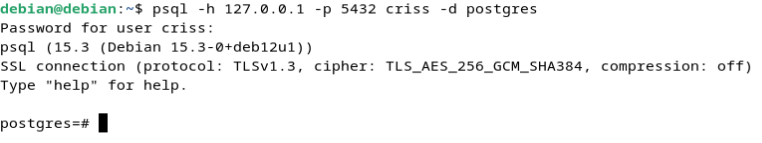 debian@debian:~$ psql -h 127.0.0.1 -p 5432 criss -d postgres
Password for user criss:
psql (15.3 (Debian 15.3-0+deb12u1))
SSL connection (protocol: TLSv1.3, cipher: TLS_AES_256_GCM_SHA384, compression: off)
Type "help" for help.

postgres=#